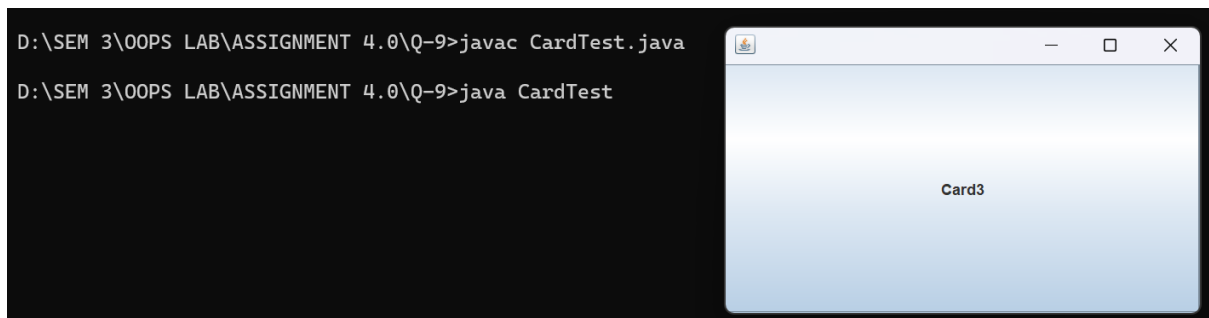 D:\SEM 3\OOPS LAB\ASSIGNMENT 4.0\Q-9>javac CardTest.java
D:\SEM 3\OOPS LAB\ASSIGNMENT 4.0\Q-9>java CardTest
Card3